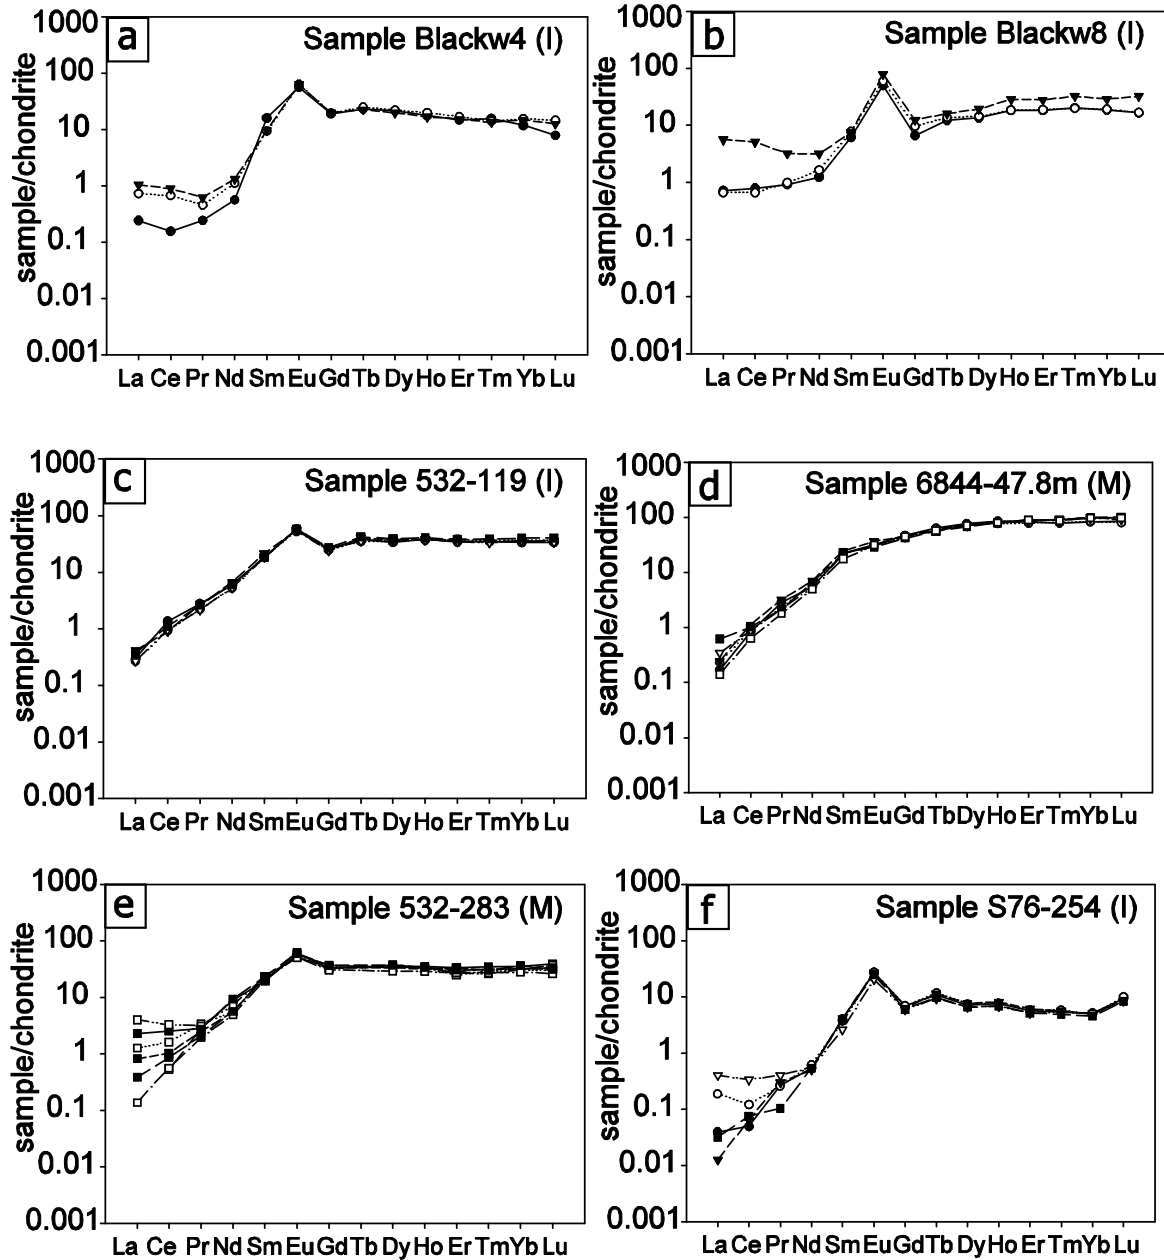 a
Sample Blackw4 (I)
sample/chondrite
1000
100
10
1
0.1
0.01
0.001
La Ce Pr Nd Sm Eu Gd Tb Dy Ho Er Tm Yb Lu
b
Sample Blackw8 (I)
sample/chondrite
1000
100
10
1
0.1
0.01
0.001
La Ce Pr Nd Sm Eu Gd Tb Dy Ho Er Tm Yb Lu
c
Sample 532-119 (I)
sample/chondrite
1000
100
10
1
0.1
0.01
0.001
La Ce Pr Nd Sm Eu Gd Tb Dy Ho Er Tm Yb Lu
d
Sample 6844-47.8m (M)
sample/chondrite
1000
100
10
1
0.1
0.01
0.001
La Ce Pr Nd Sm Eu Gd Tb Dy Ho Er Tm Yb Lu
e
Sample 532-283 (M)
sample/chondrite
1000
100
10
1
0.1
0.01
0.001
La Ce Pr Nd Sm Eu Gd Tb Dy Ho Er Tm Yb Lu
f
Sample S76-254 (I)
sample/chondrite
1000
100
10
1
0.1
0.01
0.001
La Ce Pr Nd Sm Eu Gd Tb Dy Ho Er Tm Yb Lu